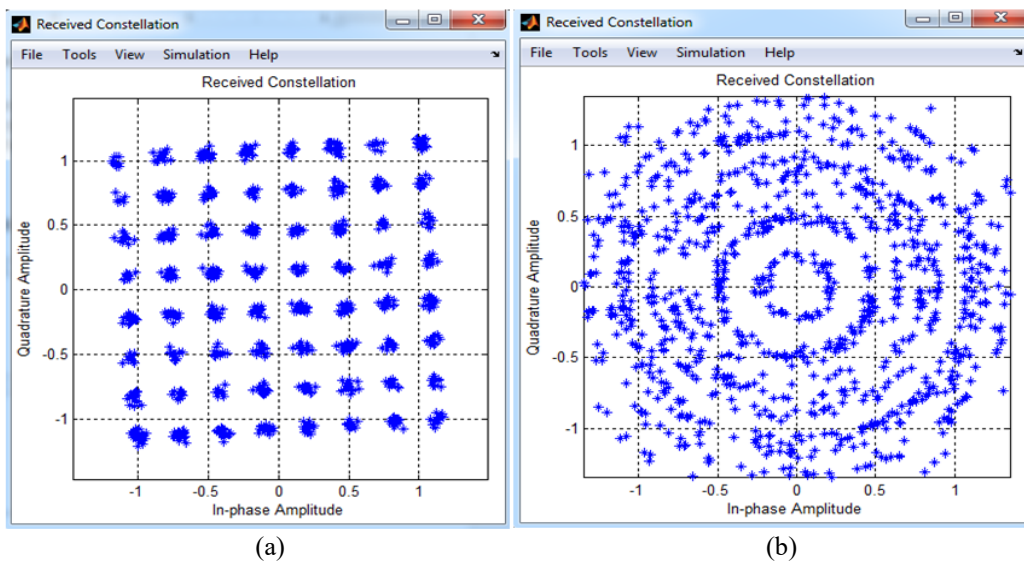 Received Constellation
File Tools View Simulation Help
Received Constellation
1
0.5
0
-0.5
-1
Quadrature Amplitude
-1 -0.5 0 0.5 1
In-phase Amplitude
(a)
Received Constellation
File Tools View Simulation Help
Received Constellation
1
0.5
0
-0.5
-1
Quadrature Amplitude
-1 -0.5 0 0.5 1
In-phase Amplitude
(b)